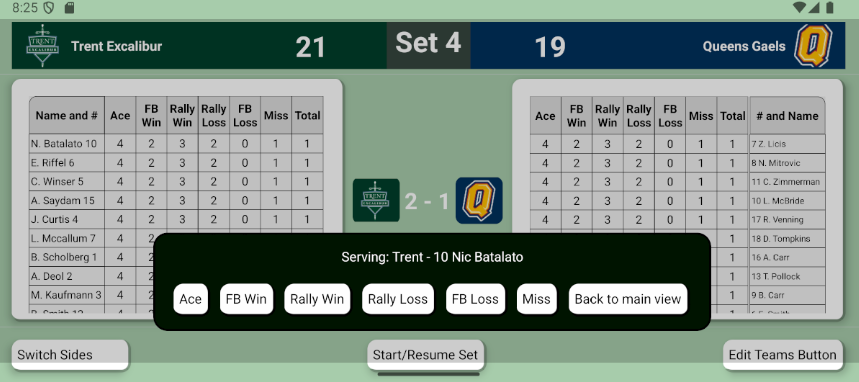 8:25
Trent Excalibur 21 Set 4 19 Queens Gaels
TRENT
EXCALIBUR
Name and # Ace FB Win Rally Win Rally Loss FB Loss Miss Total
N. Batalato 10 4 2 3 2 0 1 1
E. Riffel 6 4 2 3 2 0 1 1
C. Winser 5 4 2 3 2 0 1 1
A. Saydam 15 4 2 3 2 0 1 1
J. Curtis 4 4 2 3 2 0 1 1
L. Mccallum 7 4 2
B. Scholberg 1 4
A. Deol 2 4
M. Kaufmann 3 4
2 - 1
Ace FB Win Rally Win Rally Loss FB Loss Miss Total # and Name
4 2 3 2 0 1 1 7 Z. Licis
4 2 3 2 0 1 1 8 N. Mitrovic
4 2 3 2 0 1 1 11 C. Zimmerman
4 2 3 2 0 1 1 10 L. McBride
4 2 3 2 0 1 1 17 R. Venning
1 18 D. Tompkins
1 16 A. Carr
1 13 T. Pollock
1 9 B. Carr
Serving: Trent - 10 Nic Batalato
Ace FB Win Rally Win Rally Loss FB Loss Miss Back to main view
Switch Sides Start/Resume Set Edit Teams Button